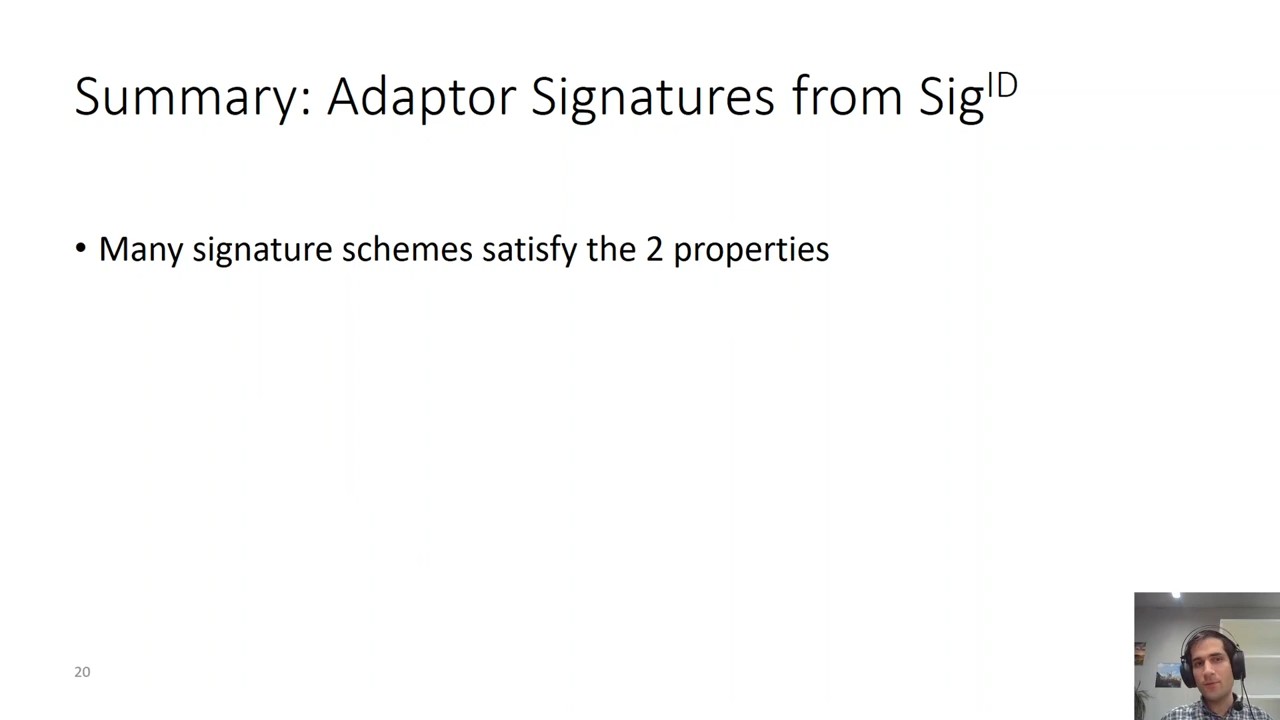 Summary: Adaptor Signatures from Sig^ID
• Many signature schemes satisfy the 2 properties
20